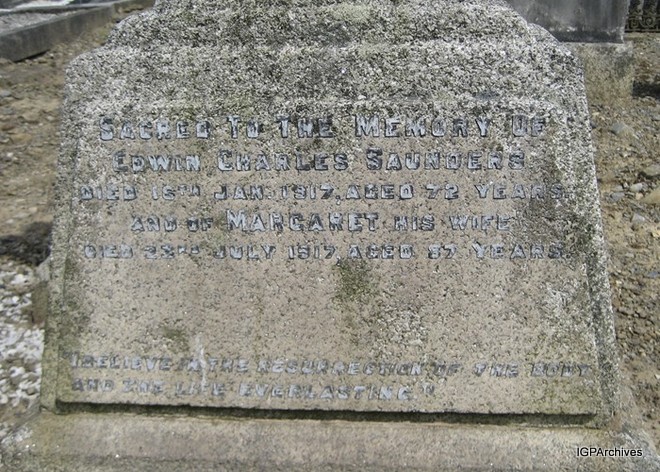 SACRED TO THE MEMORY OF
EDWIN CHARLES SAUNDERS
DIED 16TH JAN. 1917, AGED 72 YEARS
AND OF MARGARET HIS WIFE
DIED 22ND JULY 1917, AGED 57 YEARS.
"I BELIEVE IN THE RESURRECTION OF THE BODY
AND THE LIFE EVERLASTING."
IGPArchives